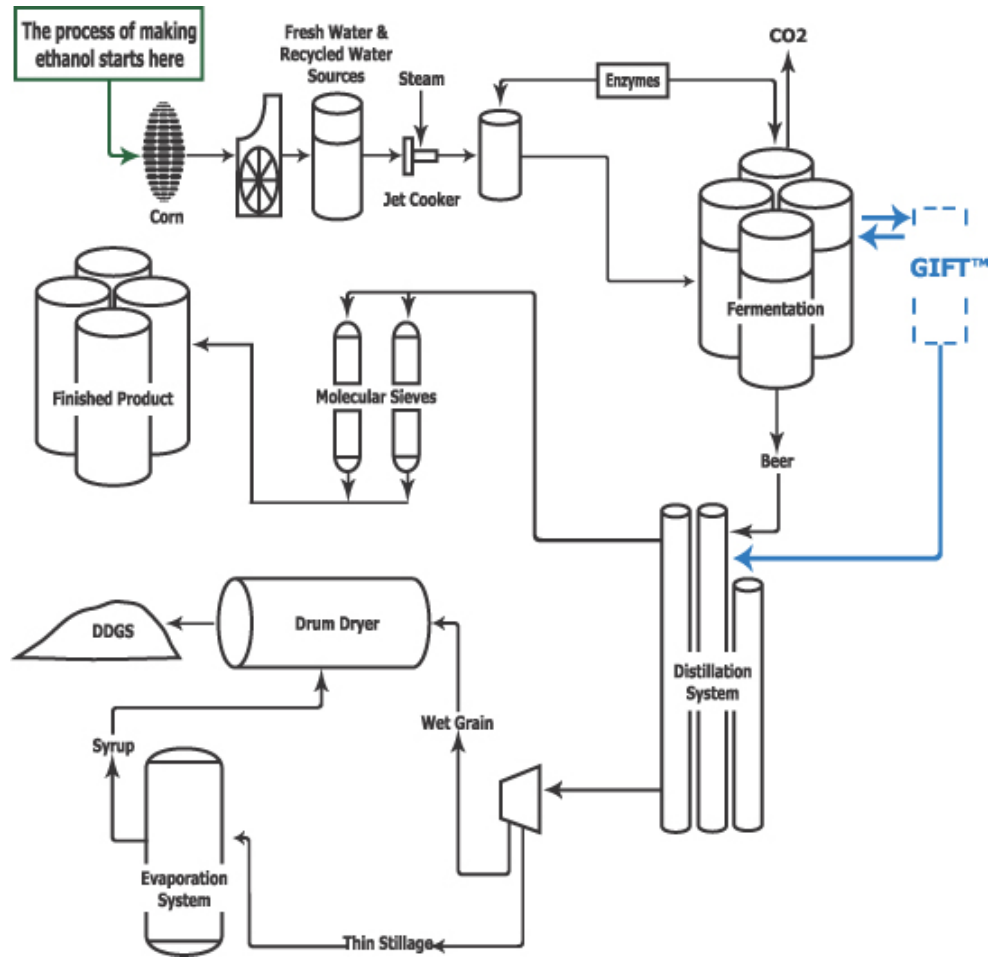 The process of making
ethanol starts here
Fresh Water &
Recycled Water
Sources
Steam
Enzymes
CO2
Corn
Jet Cooker
GIFT™
Fermentation
Finished Product
Molecular Sieves
Beer
DDGS
Drum Dryer
Distillation
System
Wet Grain
Syrup
Evaporation
System
Thin Stillage